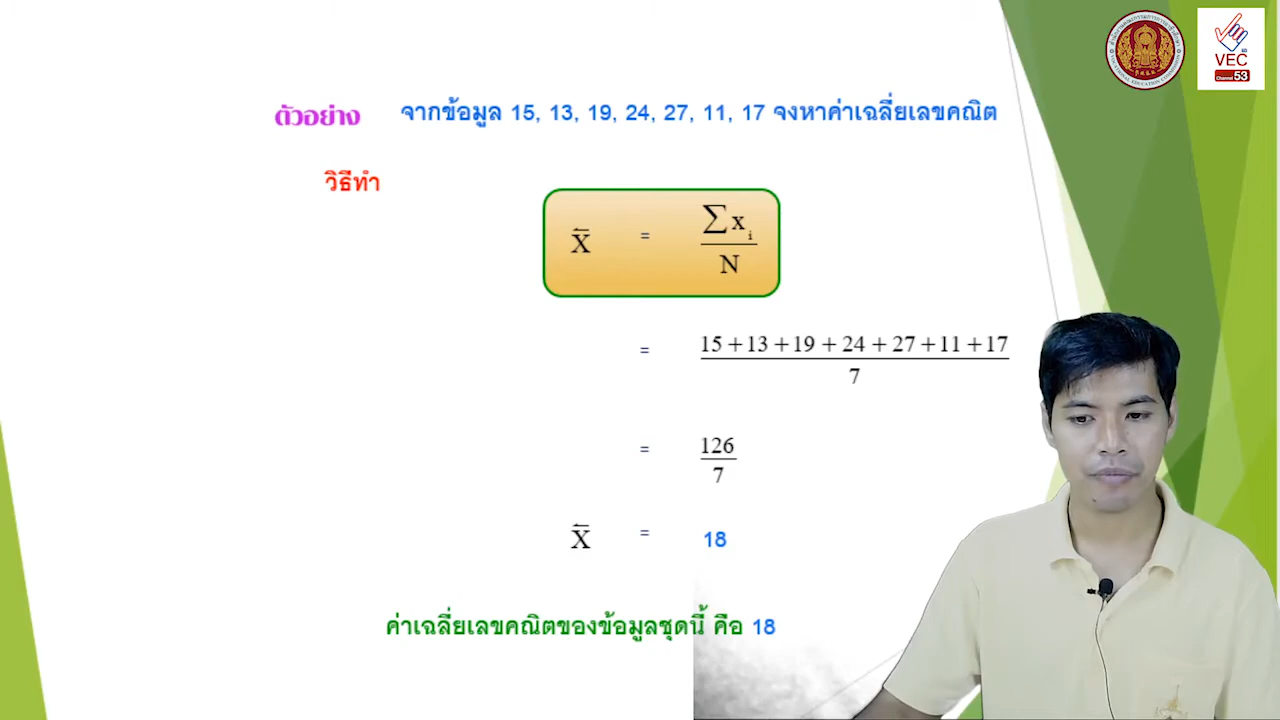 ตัวอย่าง จากข้อมูล 15, 13, 19, 24, 27, 11, 17 จงหาค่าเฉลี่ยเลขคณิต
วิธีทำ
X̄ = ∑xᵢ / N
= 15+13+19+24+27+11+17 / 7
= 126 / 7
X̄ = 18
ค่าเฉลี่ยเลขคณิตของข้อมูลชุดนี้ คือ 18
VEC
Channel 53